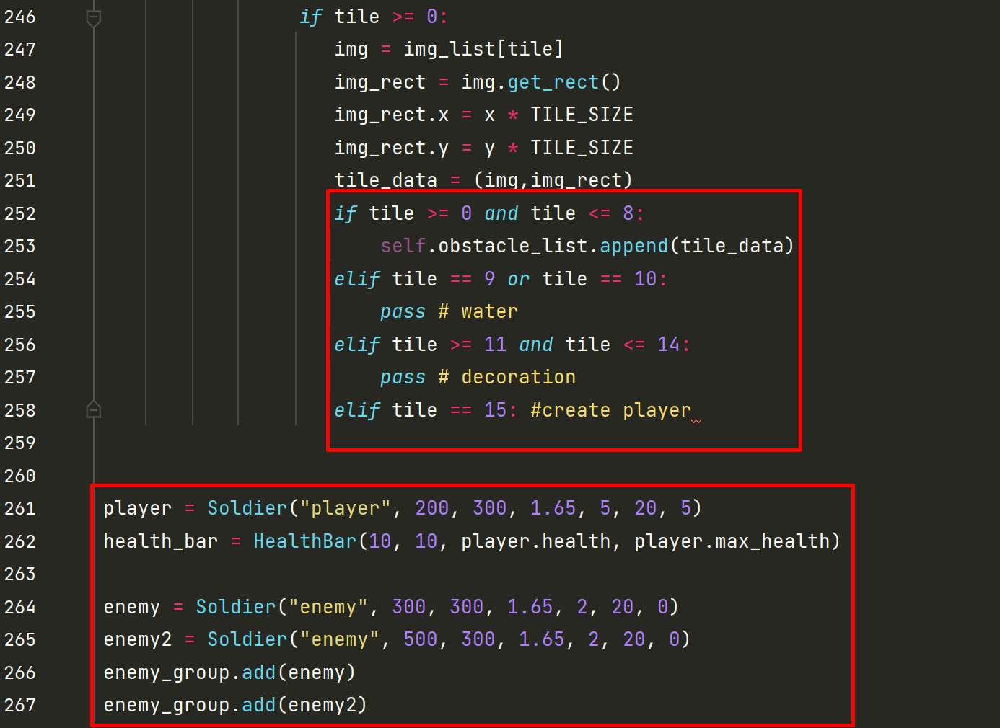 246 if tile >= 0:
247 img = img_list[tile]
248 img_rect = img.get_rect()
249 img_rect.x = x * TILE_SIZE
250 img_rect.y = y * TILE_SIZE
251 tile_data = (img,img_rect)
252 if tile >= 0 and tile <= 8:
253 self.obstacle_list.append(tile_data)
254 elif tile == 9 or tile == 10:
255 pass # water
256 elif tile >= 11 and tile <= 14:
257 pass # decoration
258 elif tile == 15: #create player
259
260
261 player = Soldier("player", 200, 300, 1.65, 5, 20, 5)
262 health_bar = HealthBar(10, 10, player.health, player.max_health)
263
264 enemy = Soldier("enemy", 300, 300, 1.65, 2, 20, 0)
265 enemy2 = Soldier("enemy", 500, 300, 1.65, 2, 20, 0)
266 enemy_group.add(enemy)
267 enemy_group.add(enemy2)